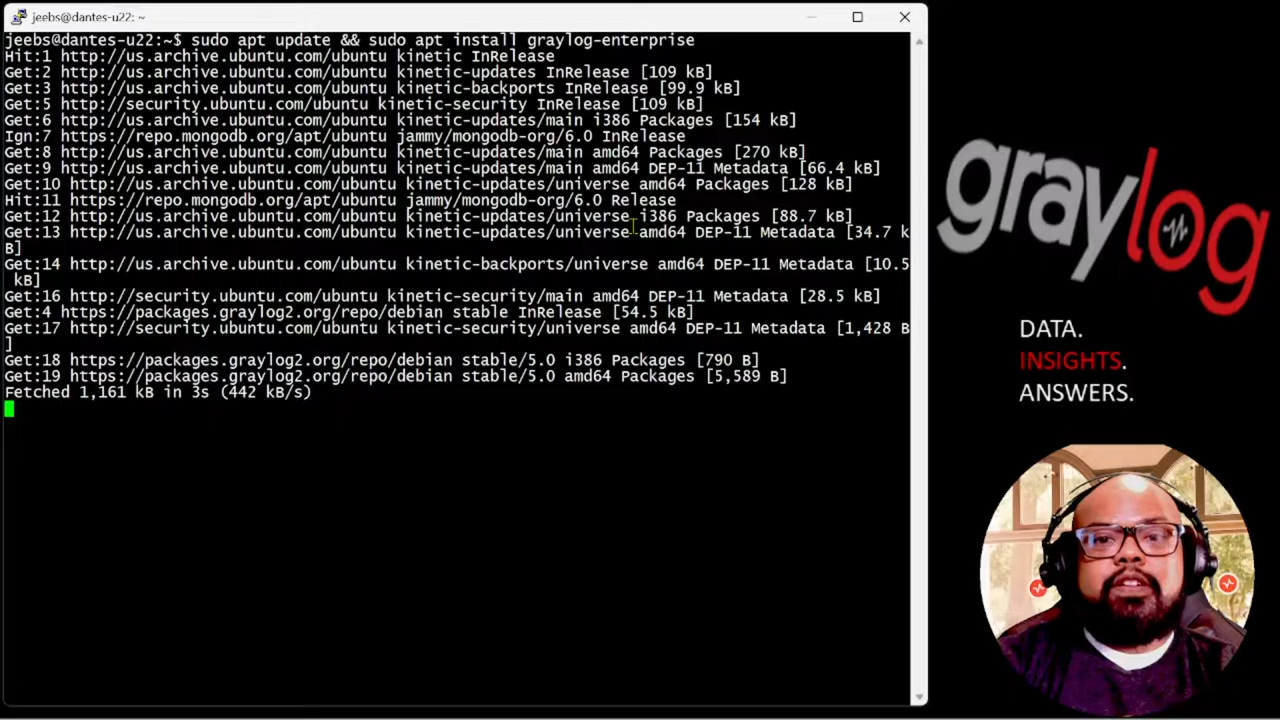 jeebs@dantes-u22: ~
jeebs@dantes-u22:~$ sudo apt update && sudo apt install graylog-enterprise
Hit:1 http://us.archive.ubuntu.com/ubuntu kinetic InRelease
Get:2 http://us.archive.ubuntu.com/ubuntu kinetic-updates InRelease [109 kB]
Get:3 http://us.archive.ubuntu.com/ubuntu kinetic-backports InRelease [99.9 kB]
Get:5 http://security.ubuntu.com/ubuntu kinetic-security InRelease [109 kB]
Get:6 http://us.archive.ubuntu.com/ubuntu kinetic-updates/main i386 Packages [154 kB]
Ign:7 https://repo.mongodb.org/apt/ubuntu jammy/mongodb-org/6.0 InRelease
Get:8 http://us.archive.ubuntu.com/ubuntu kinetic-updates/main amd64 Packages [270 kB]
Get:9 http://us.archive.ubuntu.com/ubuntu kinetic-updates/main amd64 DEP-11 Metadata [66.4 kB]
Get:10 http://us.archive.ubuntu.com/ubuntu kinetic-updates/universe amd64 Packages [128 kB]
Hit:11 https://repo.mongodb.org/apt/ubuntu jammy/mongodb-org/6.0 Release
Get:12 http://us.archive.ubuntu.com/ubuntu kinetic-updates/universe i386 Packages [88.7 kB]
Get:13 http://us.archive.ubuntu.com/ubuntu kinetic-updates/universe amd64 DEP-11 Metadata [34.7 k
B]
Get:14 http://us.archive.ubuntu.com/ubuntu kinetic-backports/universe amd64 DEP-11 Metadata [10.5
 kB]
Get:16 http://security.ubuntu.com/ubuntu kinetic-security/main amd64 DEP-11 Metadata [28.5 kB]
Get:4 https://packages.graylog2.org/repo/debian stable InRelease [54.5 kB]
Get:17 http://security.ubuntu.com/ubuntu kinetic-security/universe amd64 DEP-11 Metadata [1,428 B
]
Get:18 https://packages.graylog2.org/repo/debian stable/5.0 i386 Packages [790 B]
Get:19 https://packages.graylog2.org/repo/debian stable/5.0 amd64 Packages [5,589 B]
Fetched 1,161 kB in 3s (442 kB/s)
graylog
DATA.
INSIGHTS.
ANSWERS.